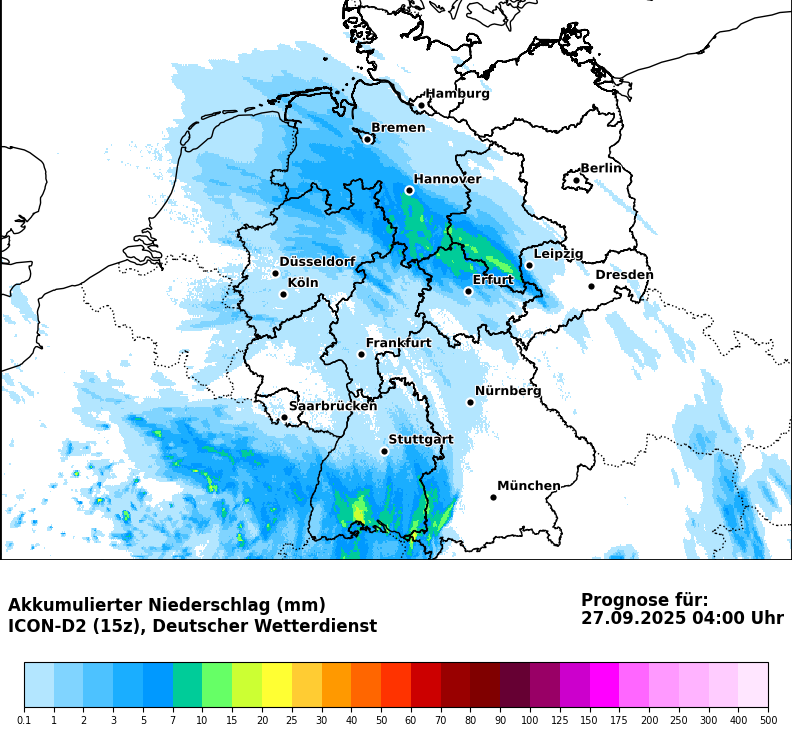 Hamburg
Bremen
Berlin
Hannover
Leipzig
Düsseldorf
Dresden
Köln
Erfurt
Frankfurt
Nürnberg
Saarbrücken
Stuttgart
München
Akkumulierter Niederschlag (mm)
ICON-D2 (15z), Deutscher Wetterdienst
Prognose für:
27.09.2025 04:00 Uhr
0.1 1 2 3 5 7 10 15 20 25 30 40 50 60 70 80 90 100 125 150 175 200 250 300 400 500